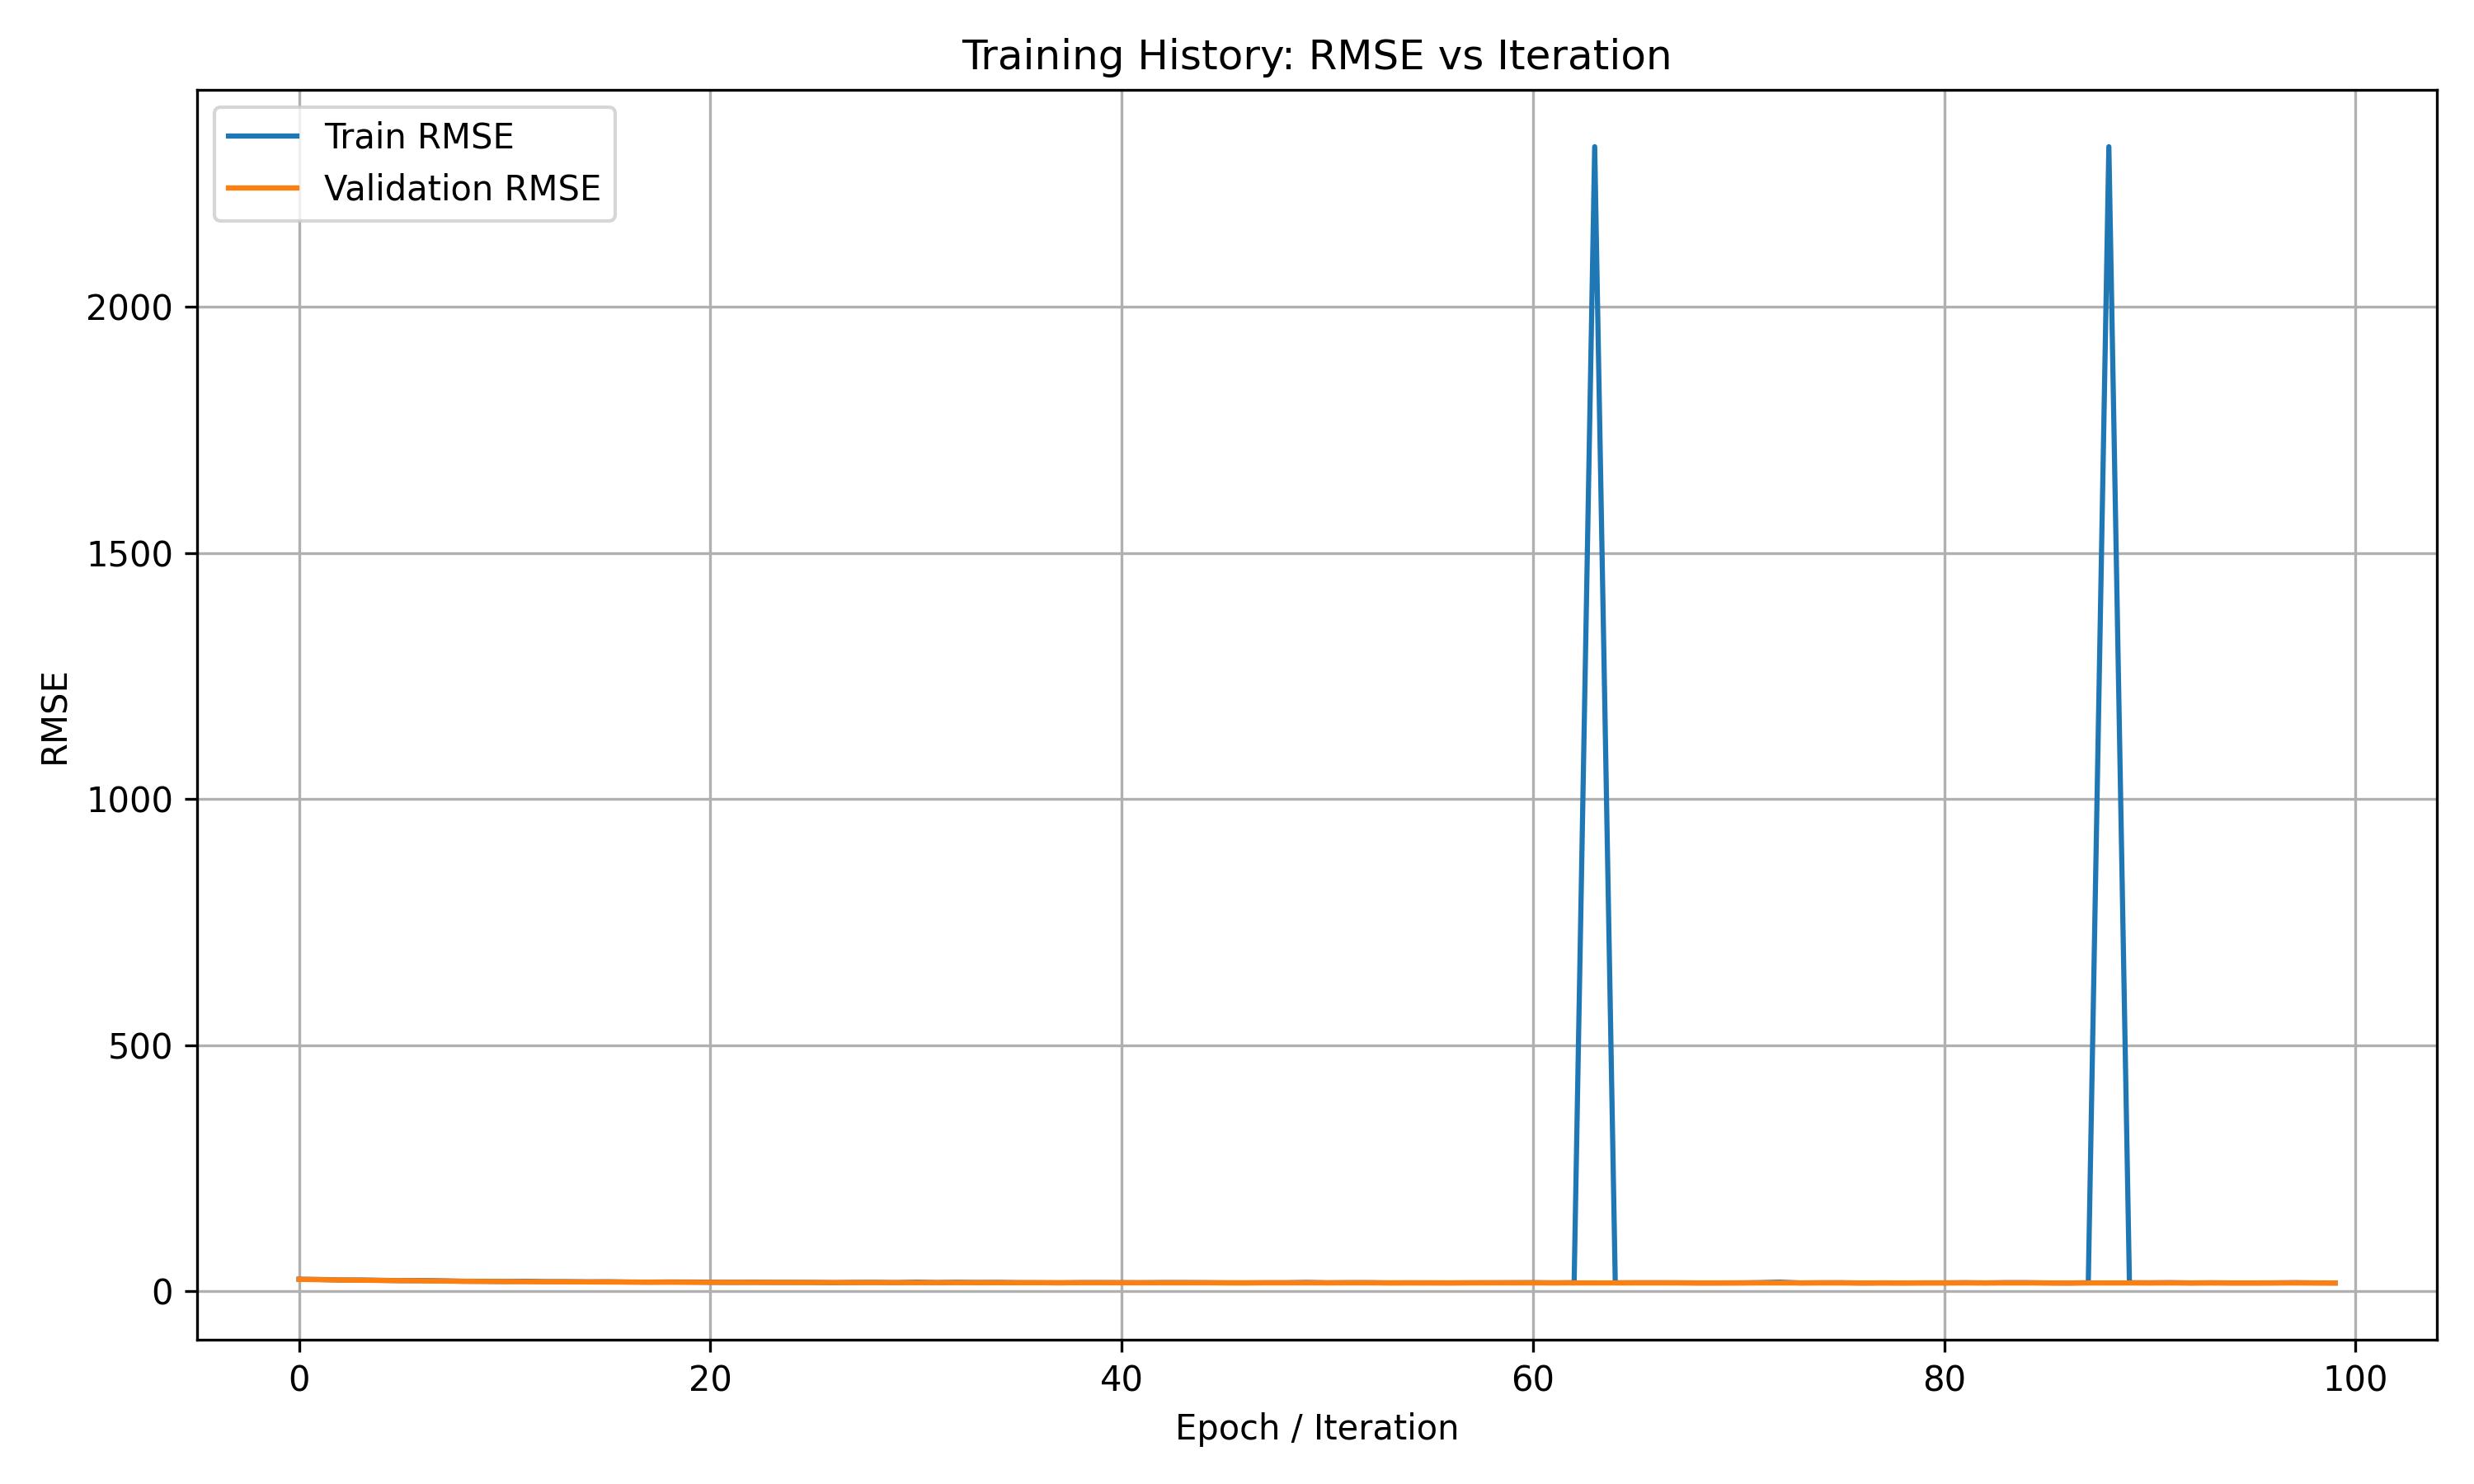 Training History: RMSE vs Iteration
Train RMSE
Validation RMSE
2000
1500
1000
500
0
RMSE
0 20 40 60 80 100
Epoch / Iteration